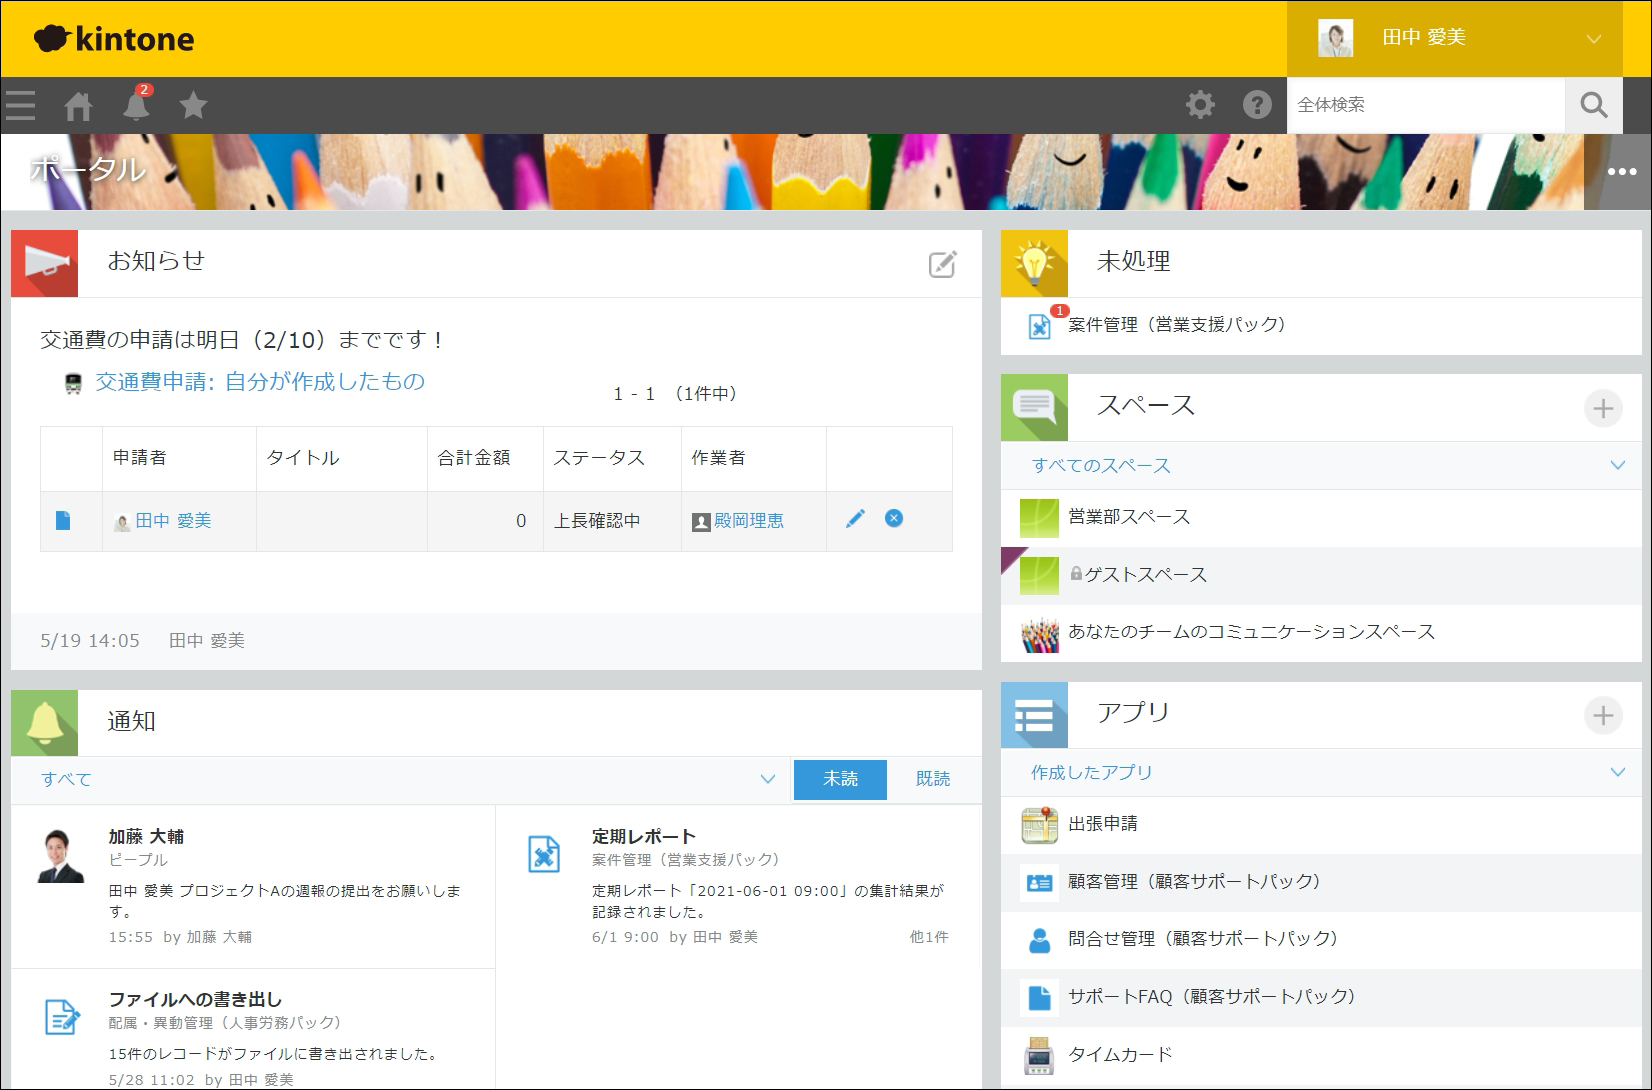 kintone
田中 愛美
2
全体検索
ポータル
お知らせ
交通費の申請は明日（2/10）までです！
交通費申請: 自分が作成したもの
1 - 1 （1件中）
申請者 タイトル 合計金額 ステータス 作業者
田中 愛美 0 上長確認中 殿岡理恵
5/19 14:05 田中 愛美
通知
すべて 未読 既読
加藤 大輔
ピープル
田中 愛美 プロジェクトAの週報の提出をお願いしま
す。
15:55 by 加藤 大輔
定期レポート
案件管理（営業支援パック）
定期レポート「2021-06-01 09:00」の集計結果が
記録されました。
6/1 9:00 by 田中 愛美 他1件
ファイルへの書き出し
配属・異動管理（人事労務パック）
15件のレコードがファイルに書き出されました。
5/28 11:02 by 田中 愛美
未処理
1
案件管理（営業支援パック）
スペース
すべてのスペース
営業部スペース
ゲストスペース
あなたのチームのコミュニケーションスペース
アプリ
作成したアプリ
出張申請
顧客管理（顧客サポートパック）
問合せ管理（顧客サポートパック）
サポートFAQ（顧客サポートパック）
タイムカード